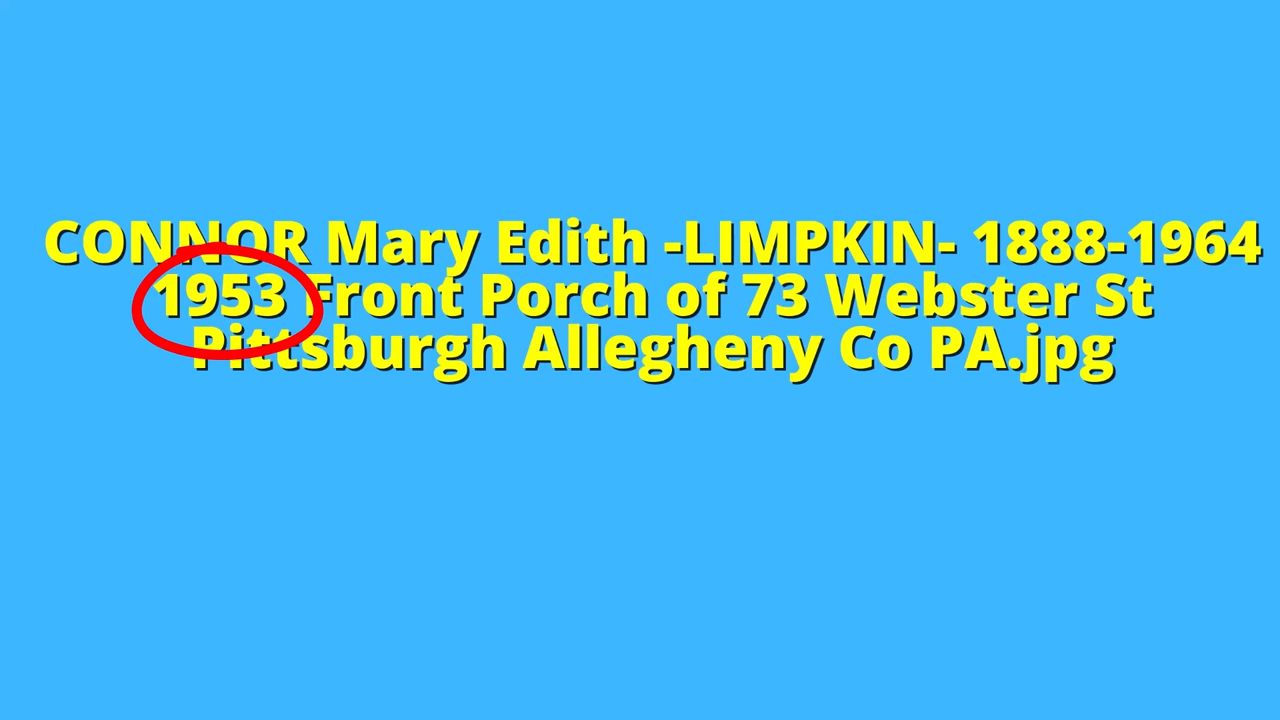 CONNOR Mary Edith -LIMPKIN- 1888-1964
1953 Front Porch of 73 Webster St
Pittsburgh Allegheny Co PA.jpg